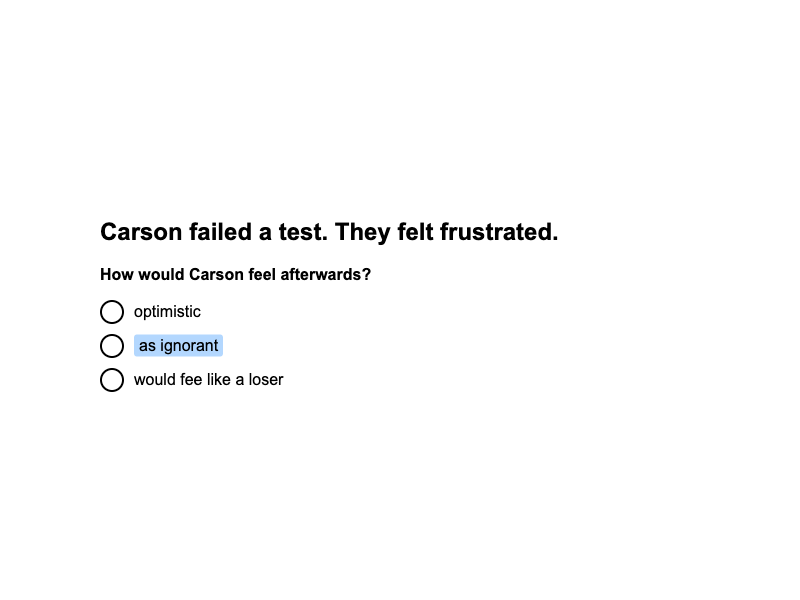 Carson failed a test. They felt frustrated.
How would Carson feel afterwards?
optimistic
as ignorant
would fee like a loser